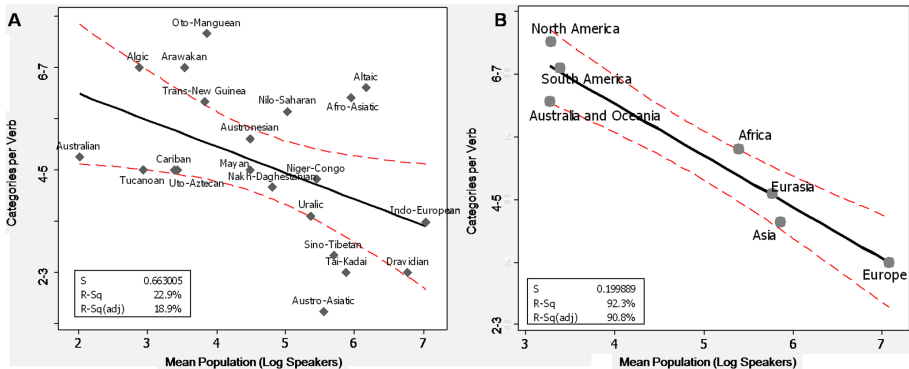 A
Categories per Verb
6-7
4-5
2-3
Oto-Manguean
Algic
Arawakan
Altaic
Trans-New Guinea
Nilo-Saharan
Afro-Asiatic
Austronesian
Australian
Cariban
Mayan
Niger-Congo
Tucanoan
Uto-Aztecan
Nakh-Daghestanian
Uralic
Indo-European
Sino-Tibetan
Tai-Kadai
Dravidian
Austro-Asiatic
S 0.663005
R-Sq 22.9%
R-Sq(adj) 18.9%
2 3 4 5 6 7
Mean Population (Log Speakers)
B
Categories per Verb
6-7
4-5
2-3
North America
South America
Australia and Oceania
Africa
Eurasia
Asia
Europe
S 0.199889
R-Sq 92.3%
R-Sq(adj) 90.8%
3 4 5 6 7
Mean Population (Log Speakers)